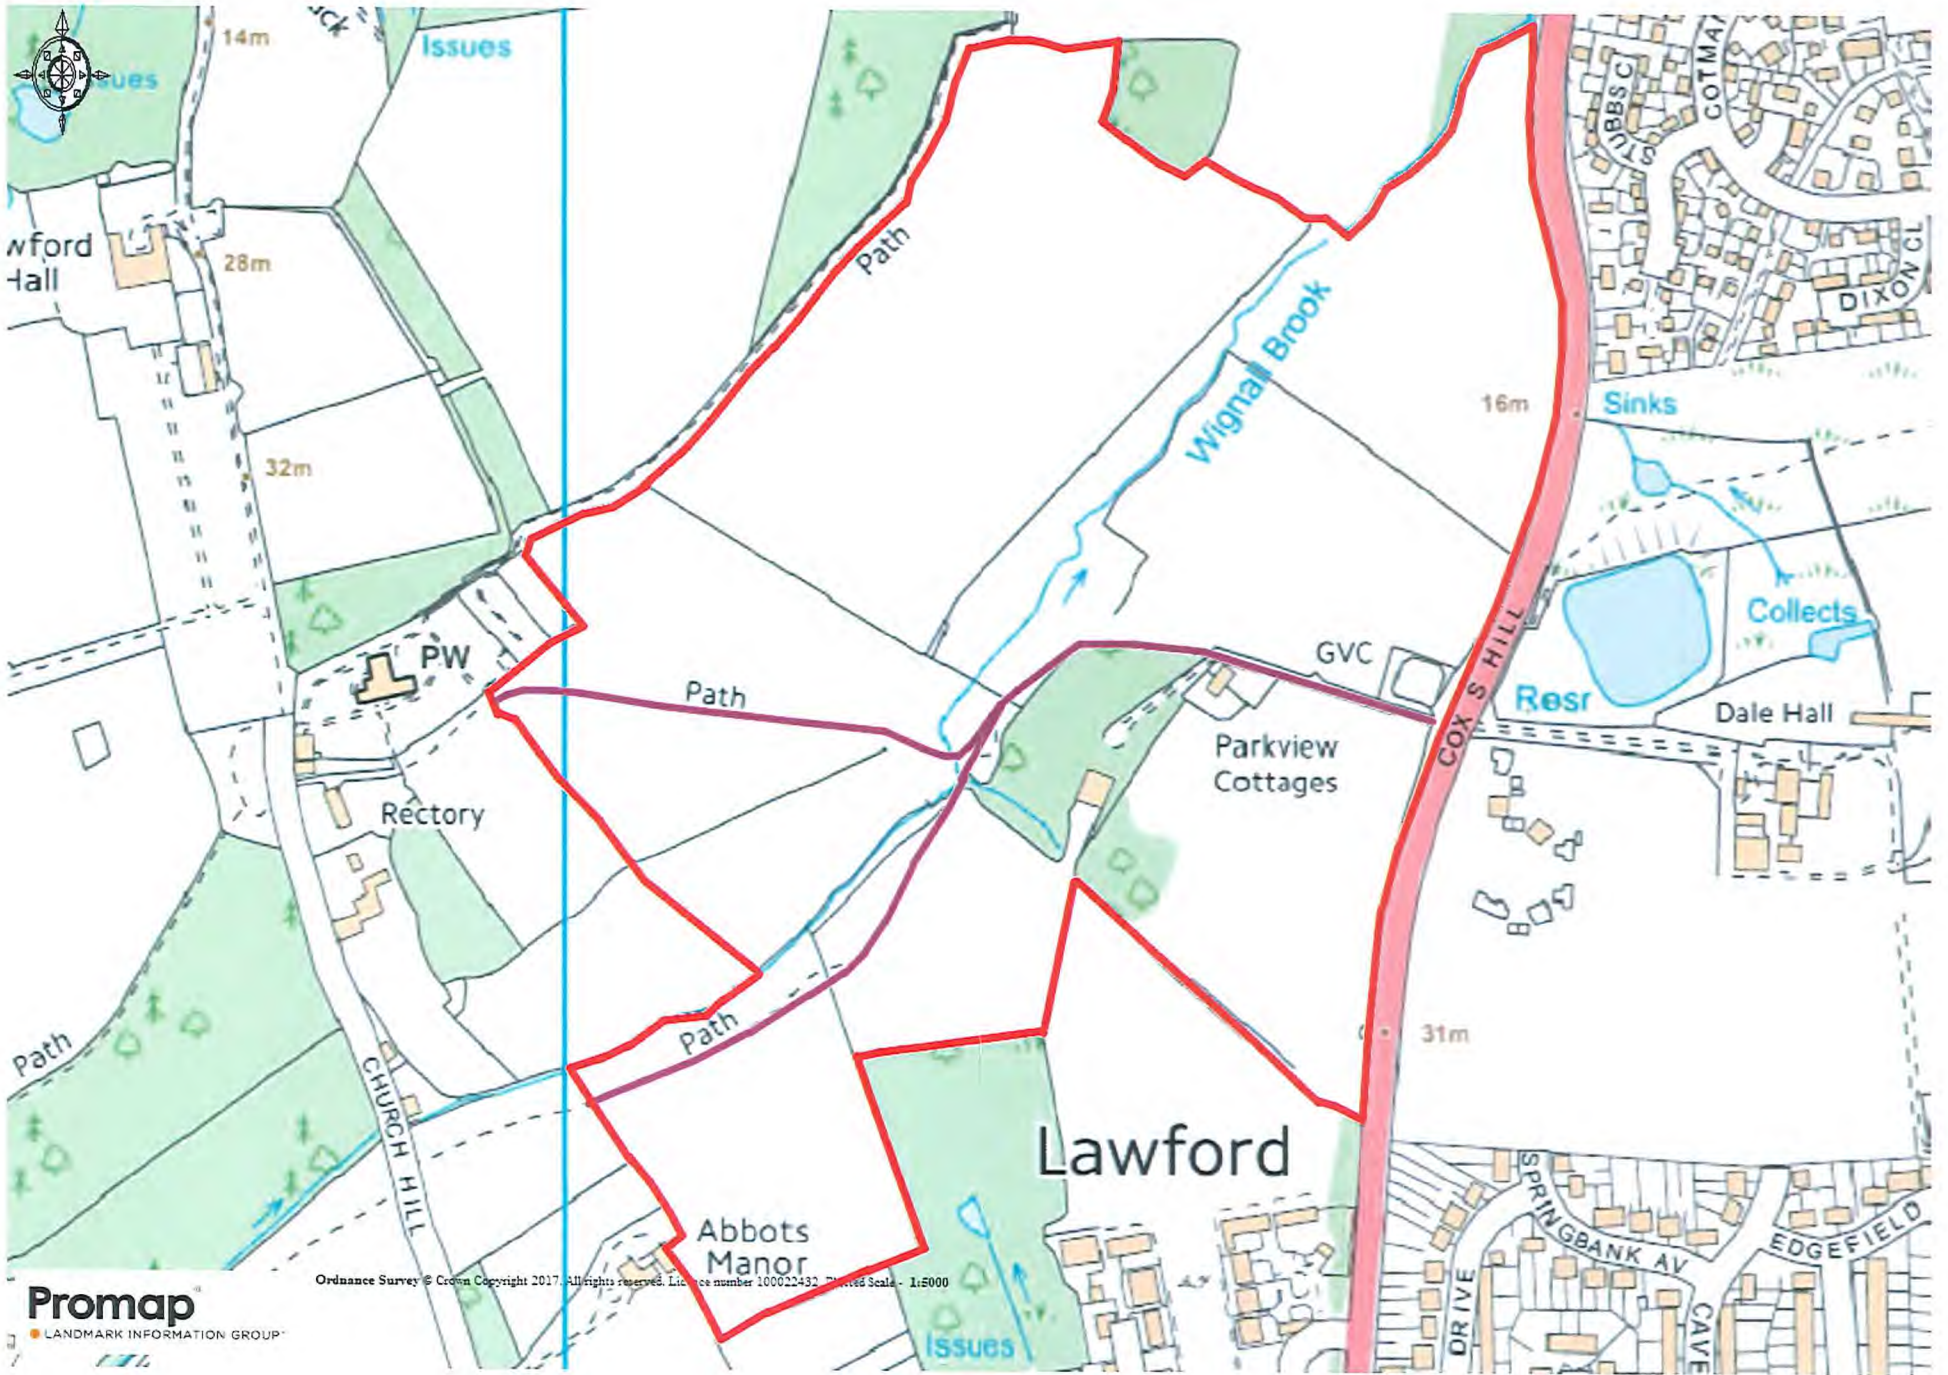 14m
Issues
sues
STUBBS C
COTMA
wford
Hall
28m
Path
DIXON CL
Wignall Brook
16m
Sinks
32m
Collects
PW
GVC
COX S HILL
Path
Resr
Dale Hall
Parkview
Cottages
Rectory
Path
Path
31m
CHURCH HILL
Lawford
SPRINGBANK AV
EDGEFIELD
Abbots
Manor
DRIVE
CAVE
Issues
Ordnance Survey © Crown Copyright 2017. All rights reserved. Licence number 100022432. Plotted Scale - 1:5000
Promap
LANDMARK INFORMATION GROUP